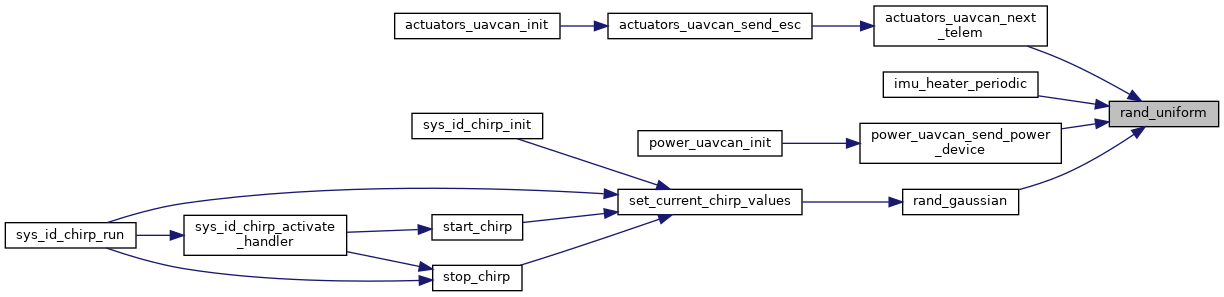 actuators_uavcan_init
actuators_uavcan_send_esc
actuators_uavcan_next
_telem
imu_heater_periodic
rand_uniform
sys_id_chirp_init
power_uavcan_init
power_uavcan_send_power
_device
set_current_chirp_values
rand_gaussian
sys_id_chirp_run
sys_id_chirp_activate
_handler
start_chirp
stop_chirp